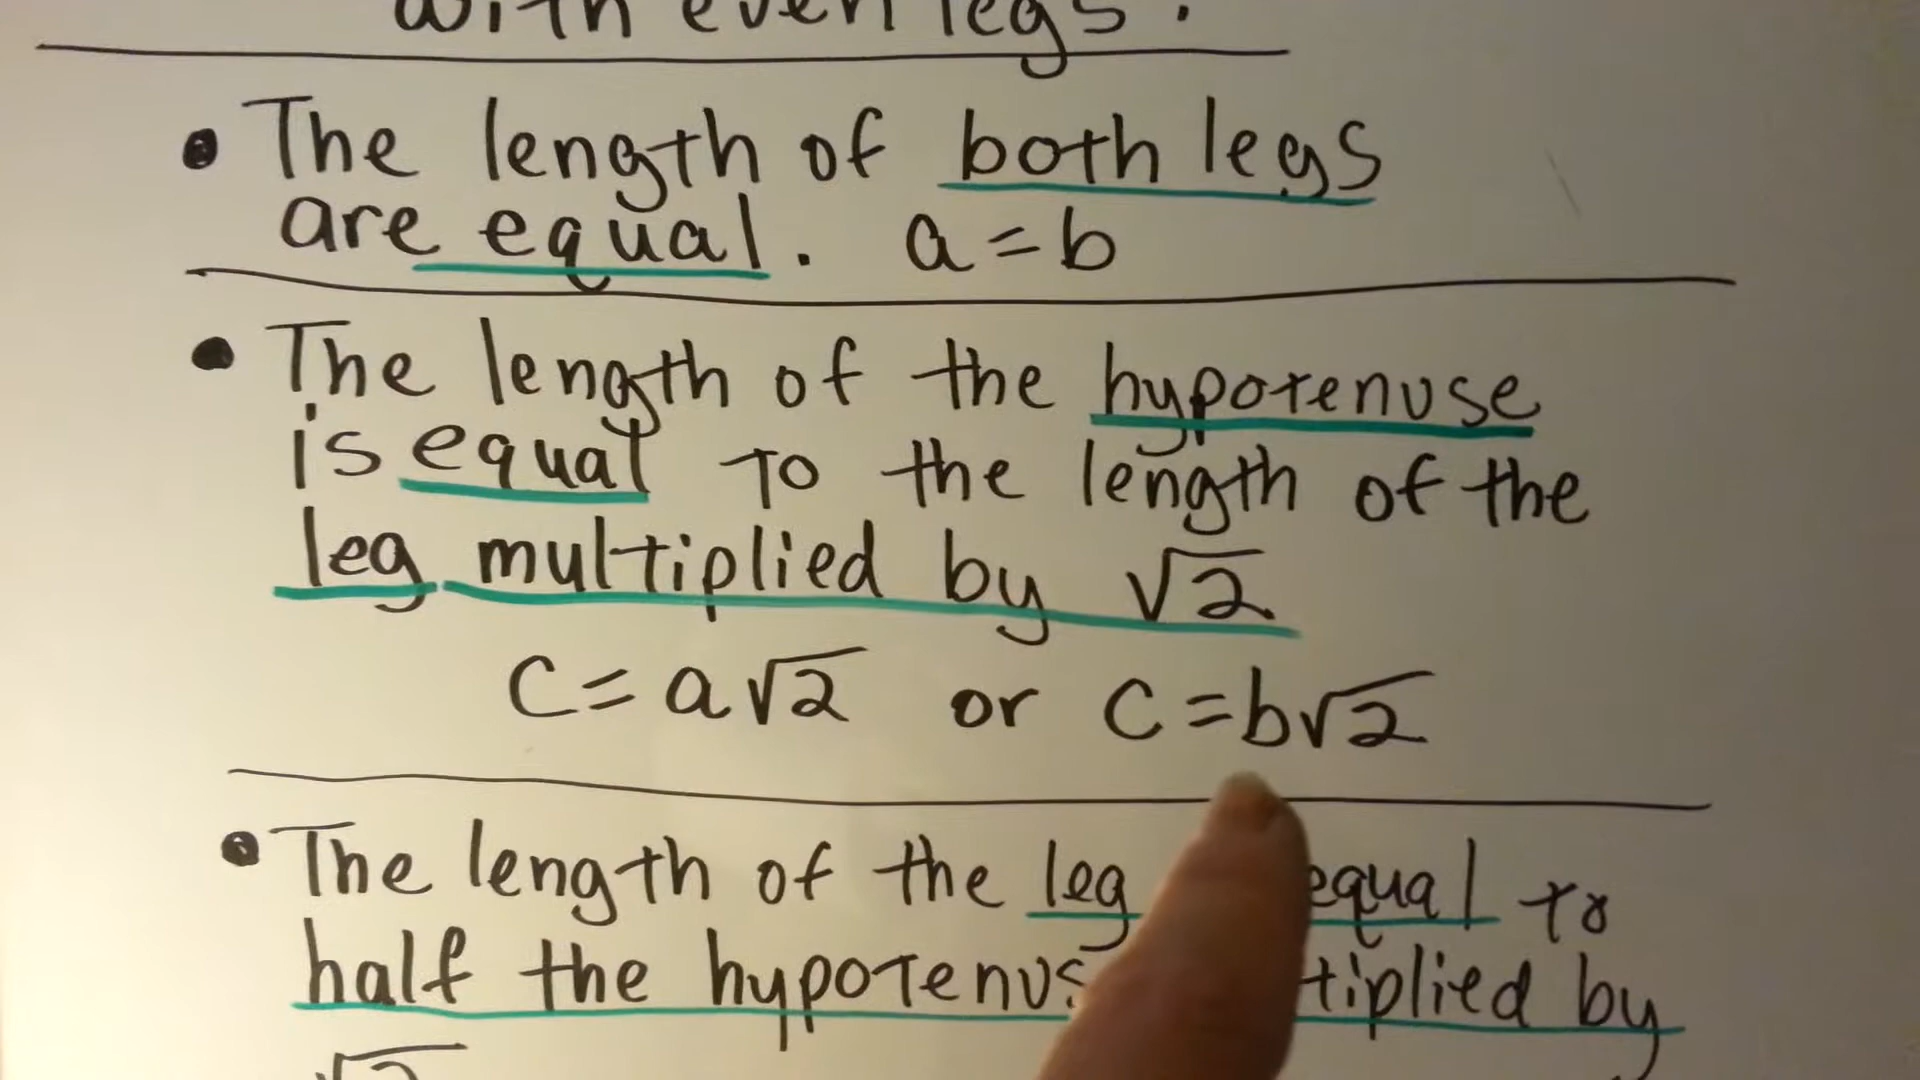 with even legs.
• The length of both legs
are equal. a = b
• The length of the hypotenuse
is equal to the length of the
leg multiplied by √2
c = a√2 or c = b√2
• The length of the leg equal to
half the hypotenus tiplied by
√2